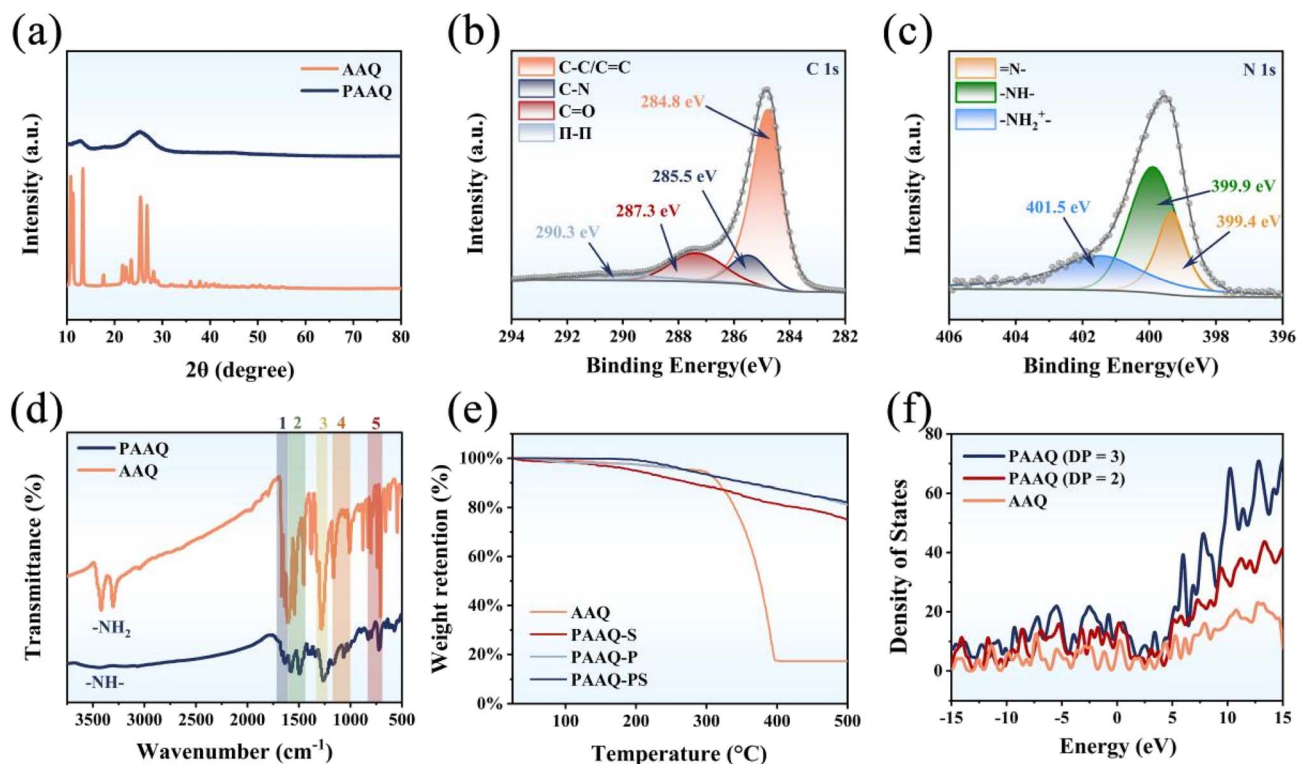 (a)
AAQ
PAAQ
Intensity (a.u.)
10 20 30 40 50 60 70 80
2θ (degree)
(b)
C-C/C=C
C-N
C=O
Π-Π
C 1s
284.8 eV
285.5 eV
287.3 eV
290.3 eV
Intensity (a.u.)
294 292 290 288 286 284 282
Binding Energy(eV)
(c)
=N-
-NH-
-NH₂⁺-
N 1s
401.5 eV
399.9 eV
399.4 eV
Intensity (a.u.)
406 404 402 400 398 396
Binding Energy(eV)
(d)
1 2 3 4 5
PAAQ
AAQ
-NH₂
-NH-
Transmittance (%)
3500 3000 2500 2000 1500 1000 500
Wavenumber (cm⁻¹)
(e)
100%
80%
60%
40%
20%
0%
AAQ
PAAQ-S
PAAQ-P
PAAQ-PS
Weight retention (%)
100 200 300 400 500
Temperature (°C)
(f)
80
60
40
20
0
PAAQ (DP = 3)
PAAQ (DP = 2)
AAQ
Density of States
-15 -10 -5 0 5 10 15
Energy (eV)